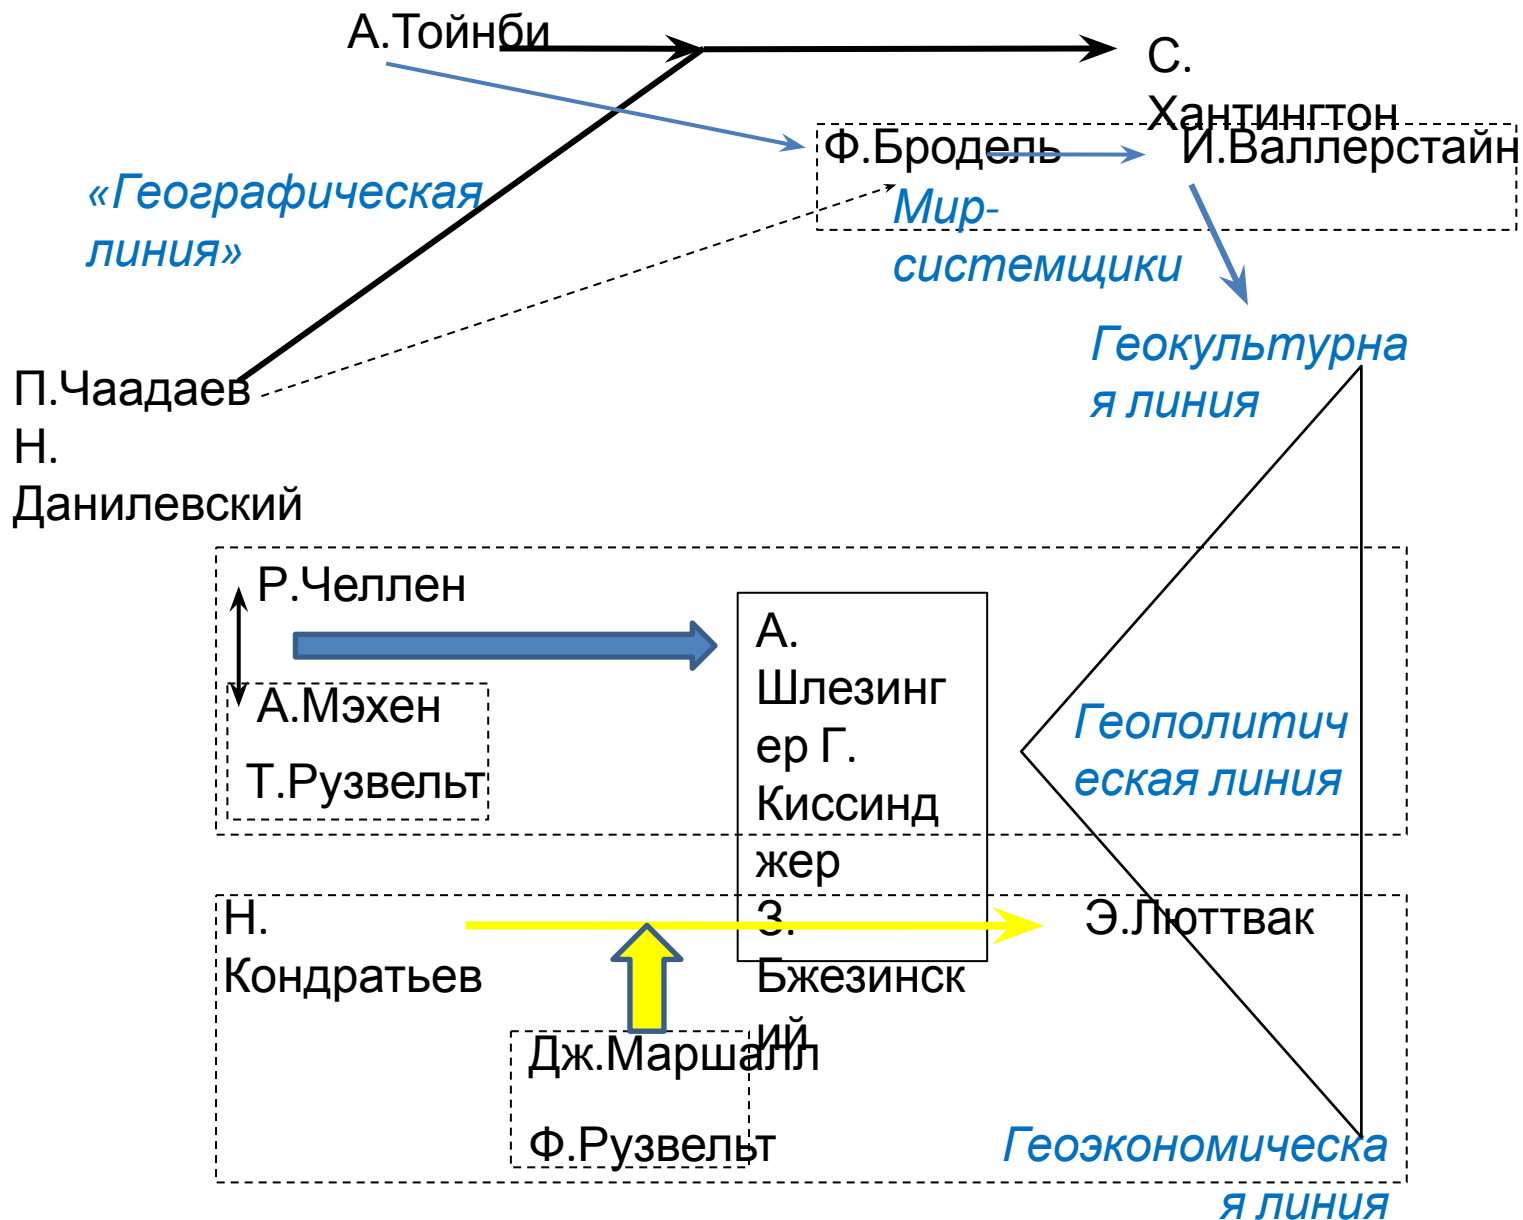 А.Тойнби
С.
Хантингтон
Ф.Бродель
И.Валлерстайн
«Географическая
линия»
Мир-
системщики
Геокультурна
я линия
П.Чаадаев
Н.
Данилевский
Р.Челлен
А.Мэхен
Т.Рузвельт
А.
Шлезинг
ер Г.
Киссинд
жер
З.
Бжезинск
ий
Геополитич
еская линия
Н.
Кондратьев
Э.Люттвак
Дж.Маршалл
Ф.Рузвельт
Геоэкономическа
я линия